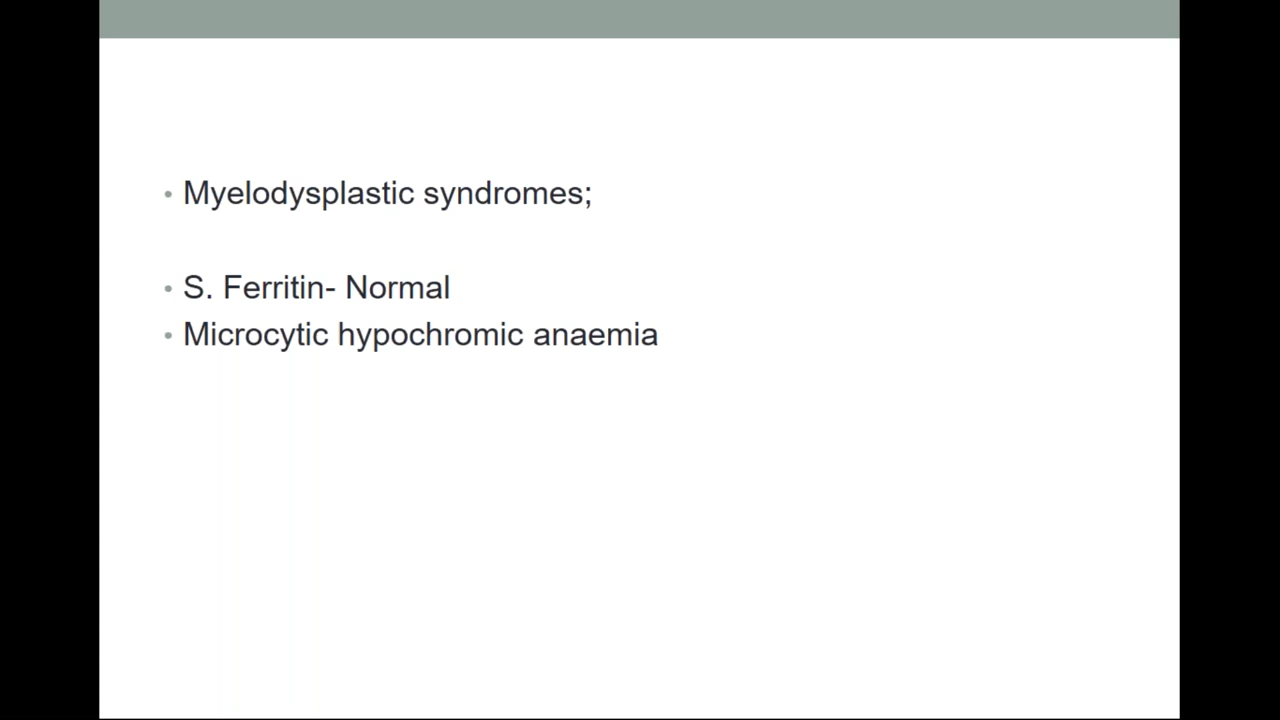 • Myelodysplastic syndromes;
• S. Ferritin- Normal
• Microcytic hypochromic anaemia